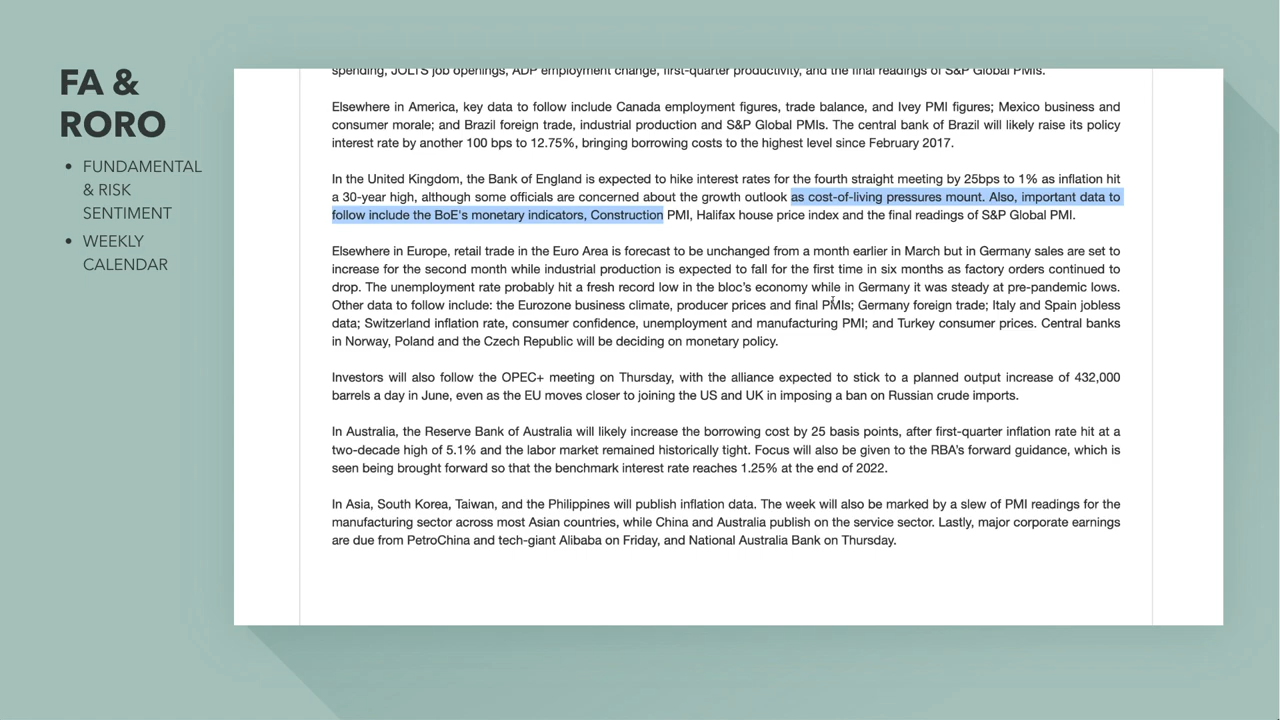 FA &
RORO
• FUNDAMENTAL
& RISK
SENTIMENT
• WEEKLY
CALENDAR
spending, JOLTS job openings, ADP employment change, first-quarter productivity, and the final readings of S&P Global PMIs.
Elsewhere in America, key data to follow include Canada employment figures, trade balance, and Ivey PMI figures; Mexico business and
consumer morale; and Brazil foreign trade, industrial production and S&P Global PMIs. The central bank of Brazil will likely raise its policy
interest rate by another 100 bps to 12.75%, bringing borrowing costs to the highest level since February 2017.
In the United Kingdom, the Bank of England is expected to hike interest rates for the fourth straight meeting by 25bps to 1% as inflation hit
a 30-year high, although some officials are concerned about the growth outlook as cost-of-living pressures mount. Also, important data to
follow include the BoE's monetary indicators, Construction PMI, Halifax house price index and the final readings of S&P Global PMI.
Elsewhere in Europe, retail trade in the Euro Area is forecast to be unchanged from a month earlier in March but in Germany sales are set to
increase for the second month while industrial production is expected to fall for the first time in six months as factory orders continued to
drop. The unemployment rate probably hit a fresh record low in the bloc's economy while in Germany it was steady at pre-pandemic lows.
Other data to follow include: the Eurozone business climate, producer prices and final PMIs; Germany foreign trade; Italy and Spain jobless
data; Switzerland inflation rate, consumer confidence, unemployment and manufacturing PMI; and Turkey consumer prices. Central banks
in Norway, Poland and the Czech Republic will be deciding on monetary policy.
Investors will also follow the OPEC+ meeting on Thursday, with the alliance expected to stick to a planned output increase of 432,000
barrels a day in June, even as the EU moves closer to joining the US and UK in imposing a ban on Russian crude imports.
In Australia, the Reserve Bank of Australia will likely increase the borrowing cost by 25 basis points, after first-quarter inflation rate hit at a
two-decade high of 5.1% and the labor market remained historically tight. Focus will also be given to the RBA's forward guidance, which is
seen being brought forward so that the benchmark interest rate reaches 1.25% at the end of 2022.
In Asia, South Korea, Taiwan, and the Philippines will publish inflation data. The week will also be marked by a slew of PMI readings for the
manufacturing sector across most Asian countries, while China and Australia publish on the service sector. Lastly, major corporate earnings
are due from PetroChina and tech-giant Alibaba on Friday, and National Australia Bank on Thursday.